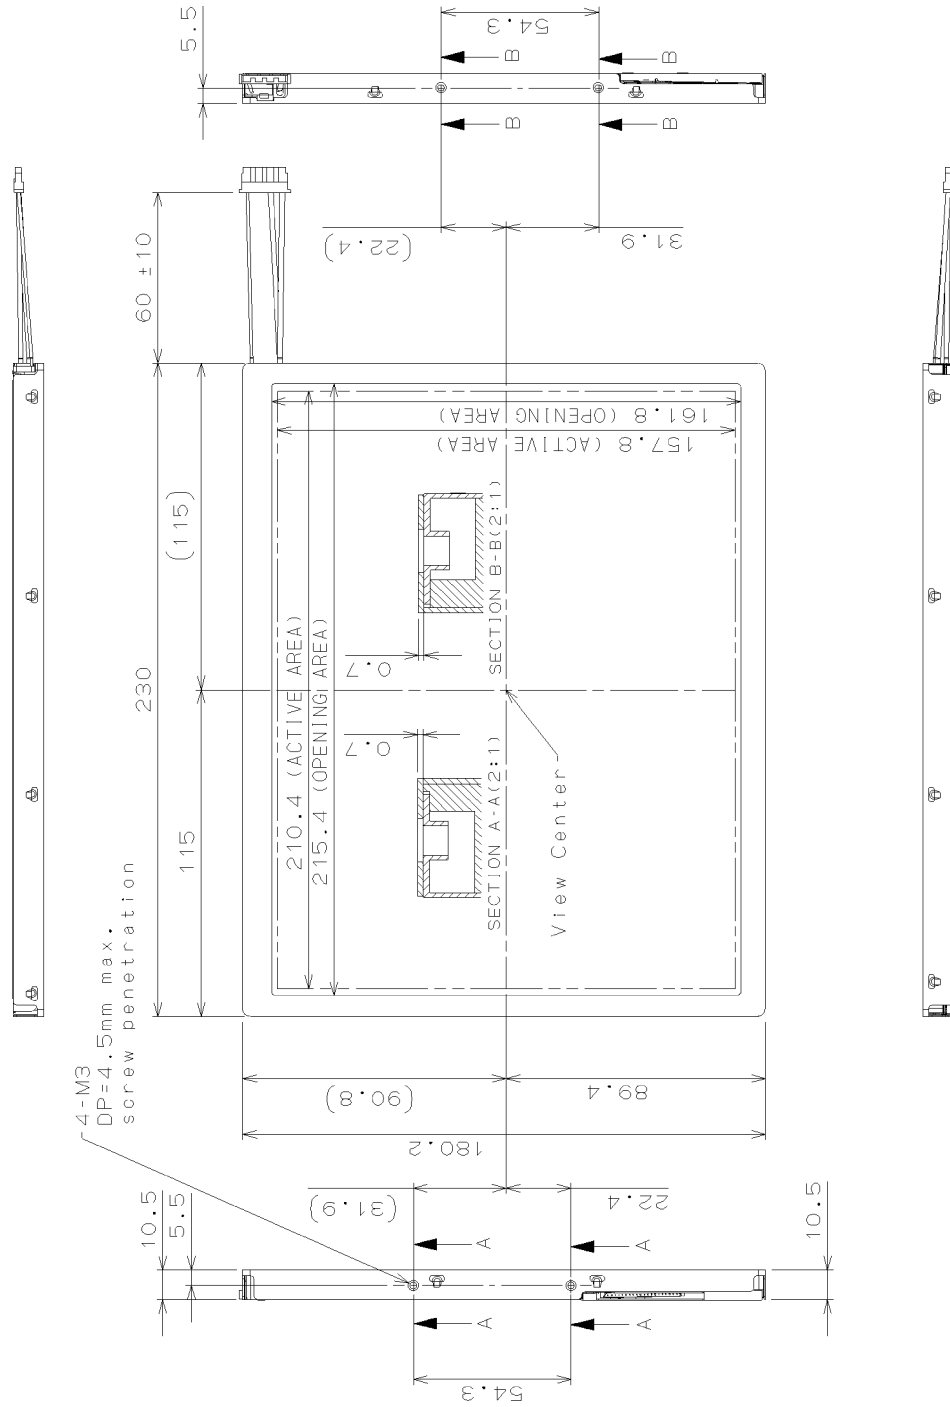 54.3
5.5
B
B
B
B
(22.4)
31.9
60 ±10
161.8 (OPENING AREA)
157.8 (ACTIVE AREA)
(115)
230
115
210.4 (ACTIVE AREA)
215.4 (OPENING AREA)
0.7
SECTION B-B(2:1)
0.7
SECTION A-A(2:1)
View Center
4-M3
DP=4.5mm max.
screw penetration
(90.8)
89.4
180.2
(31.9)
22.4
10.5
5.5
10.5
A
A
A
A
54.3